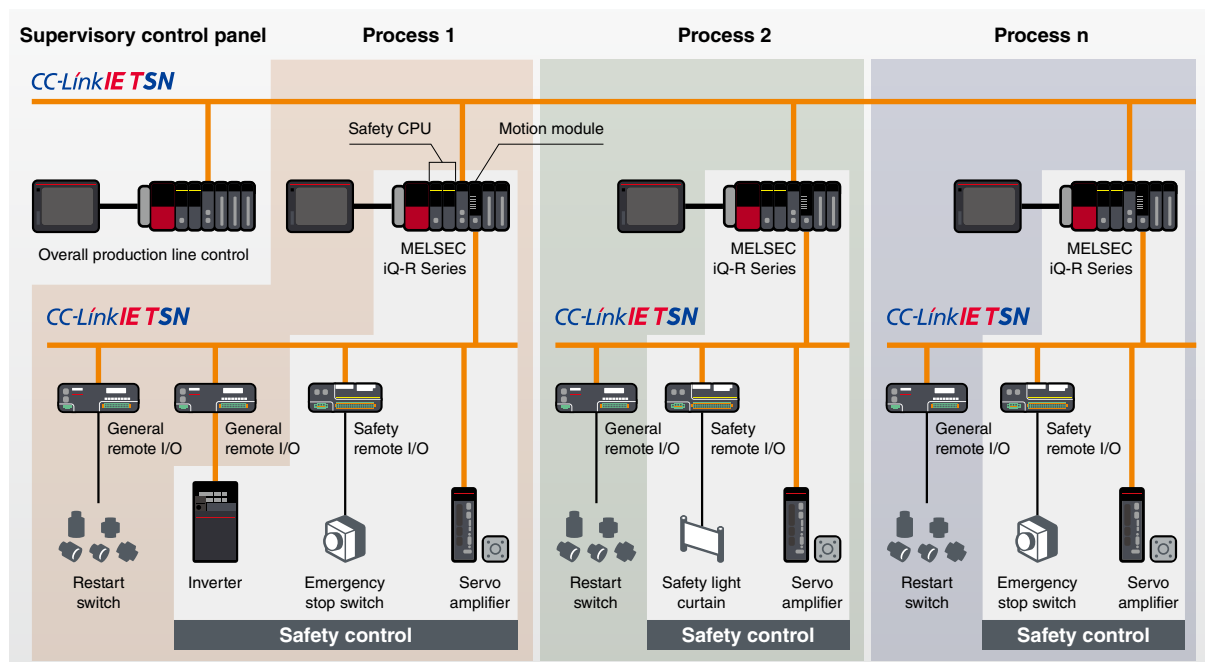 Supervisory control panel
Process 1
Process 2
Process n
CC-Link IE TSN
Safety CPU
Motion module
Overall production line control
MELSEC
iQ-R Series
MELSEC
iQ-R Series
MELSEC
iQ-R Series
CC-Link IE TSN
CC-Link IE TSN
CC-Link IE TSN
General
remote I/O
General
remote I/O
Safety
remote I/O
General
remote I/O
Safety
remote I/O
General
remote I/O
Safety
remote I/O
Restart
switch
Inverter
Emergency
stop switch
Servo
amplifier
Restart
switch
Safety light
curtain
Servo
amplifier
Restart
switch
Emergency
stop switch
Servo
amplifier
Safety control
Safety control
Safety control